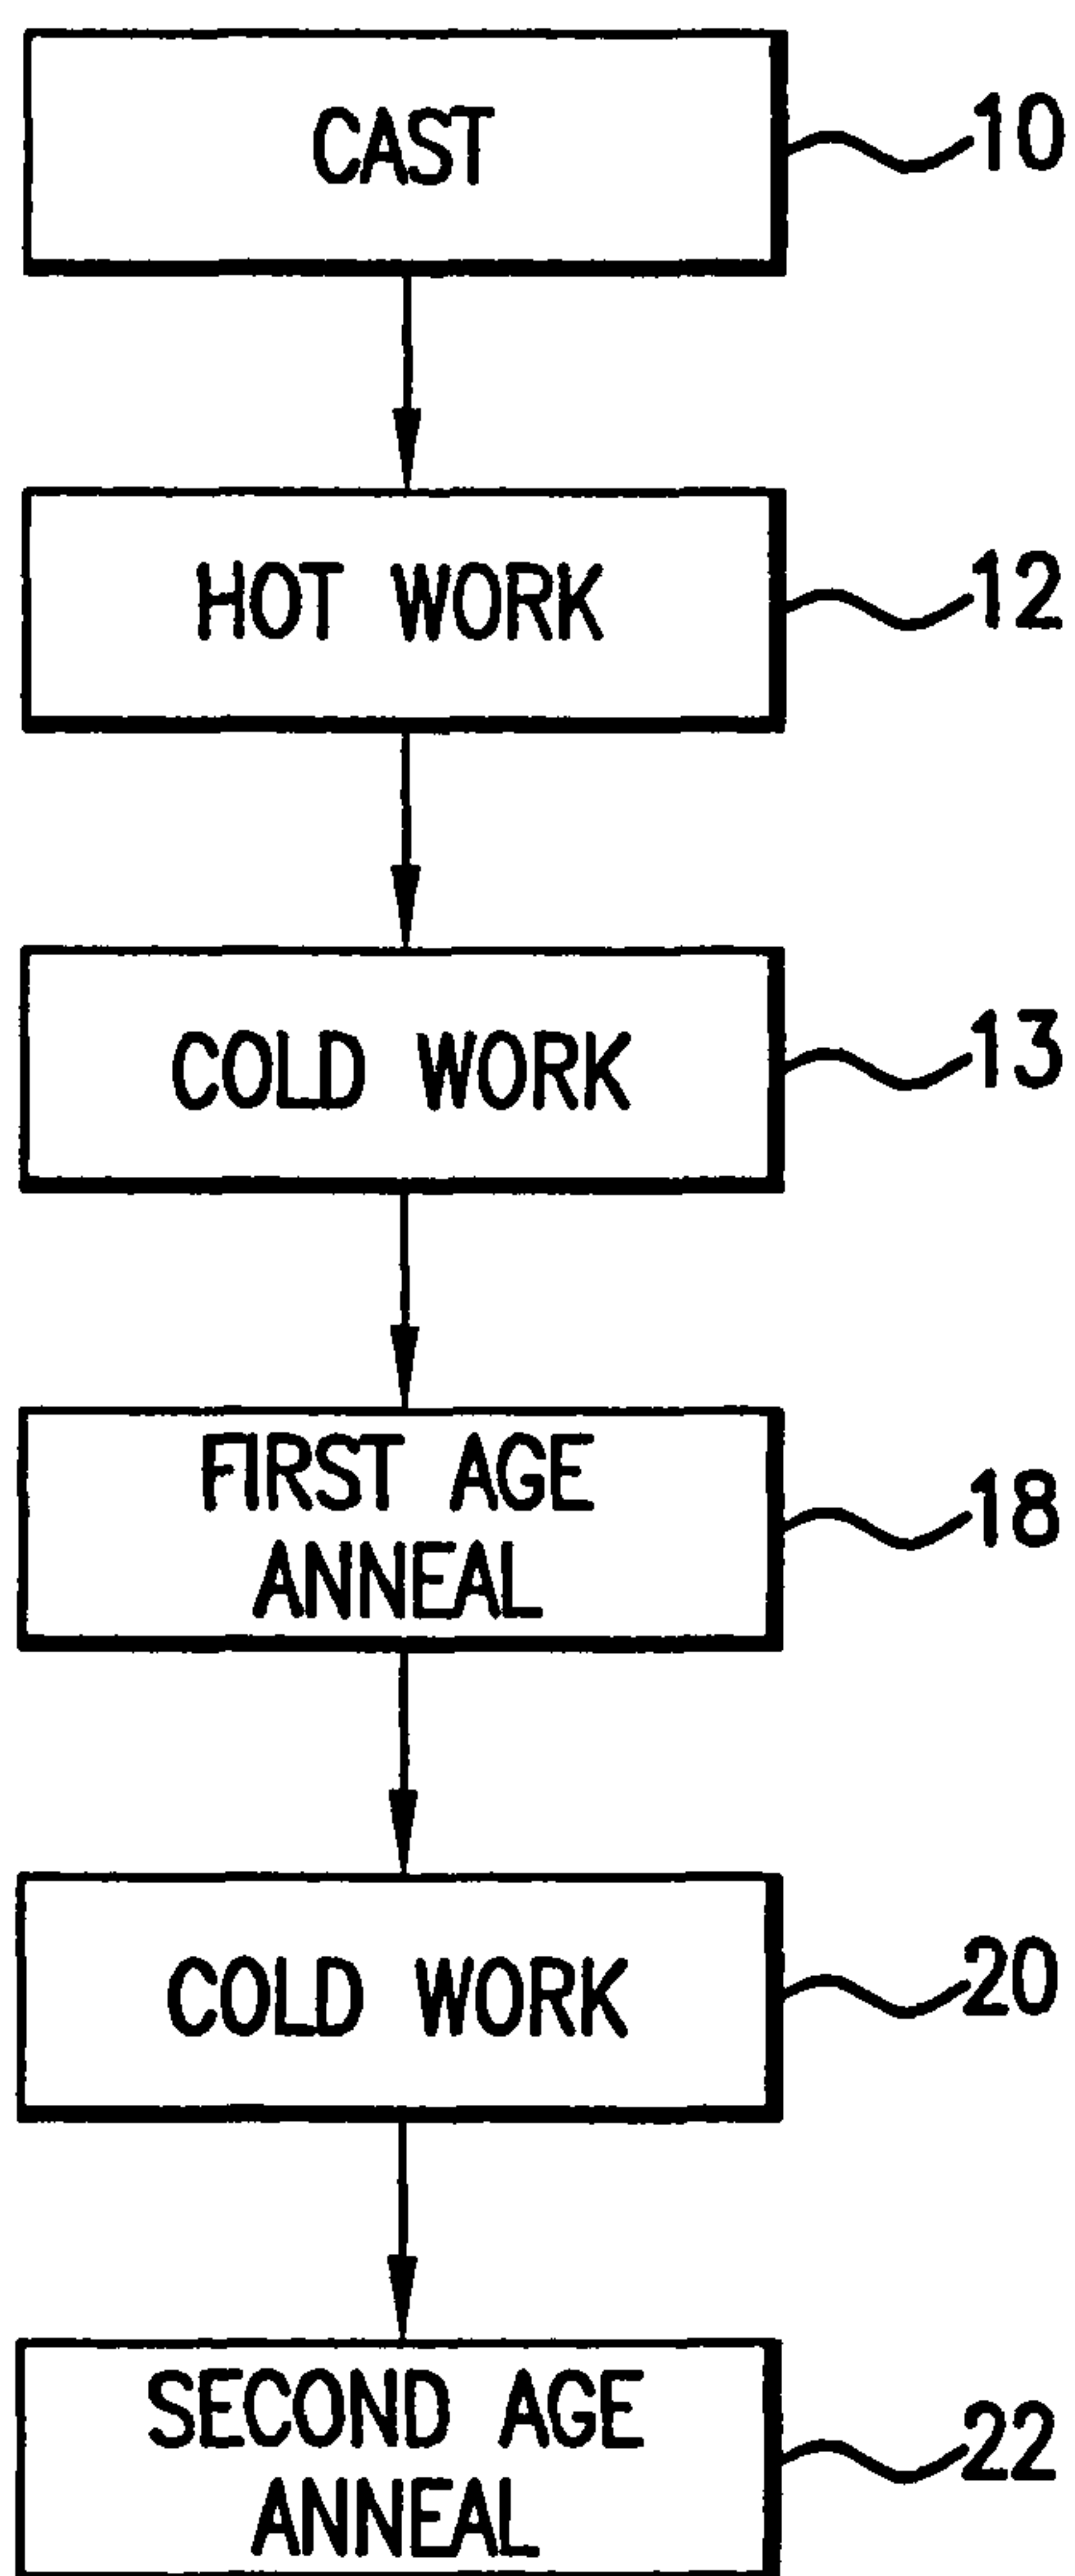 CAST 10
HOT WORK 12
COLD WORK 13
FIRST AGE
ANNEAL 18
COLD WORK 20
SECOND AGE
ANNEAL 22